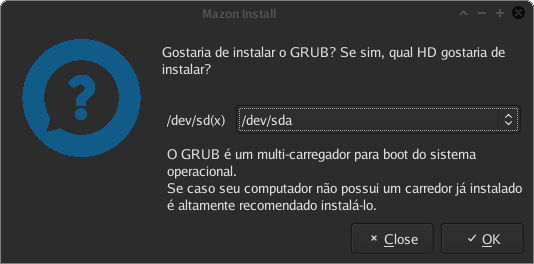 Mazon Install
Gostaria de instalar o GRUB? Se sim, qual HD gostaria de
instalar?
/dev/sd(x) /dev/sda
O GRUB é um multi-carregador para boot do sistema
operacional.
Se caso seu computador não possui um carredor já instalado
é altamente recomendado instalá-lo.
Close OK